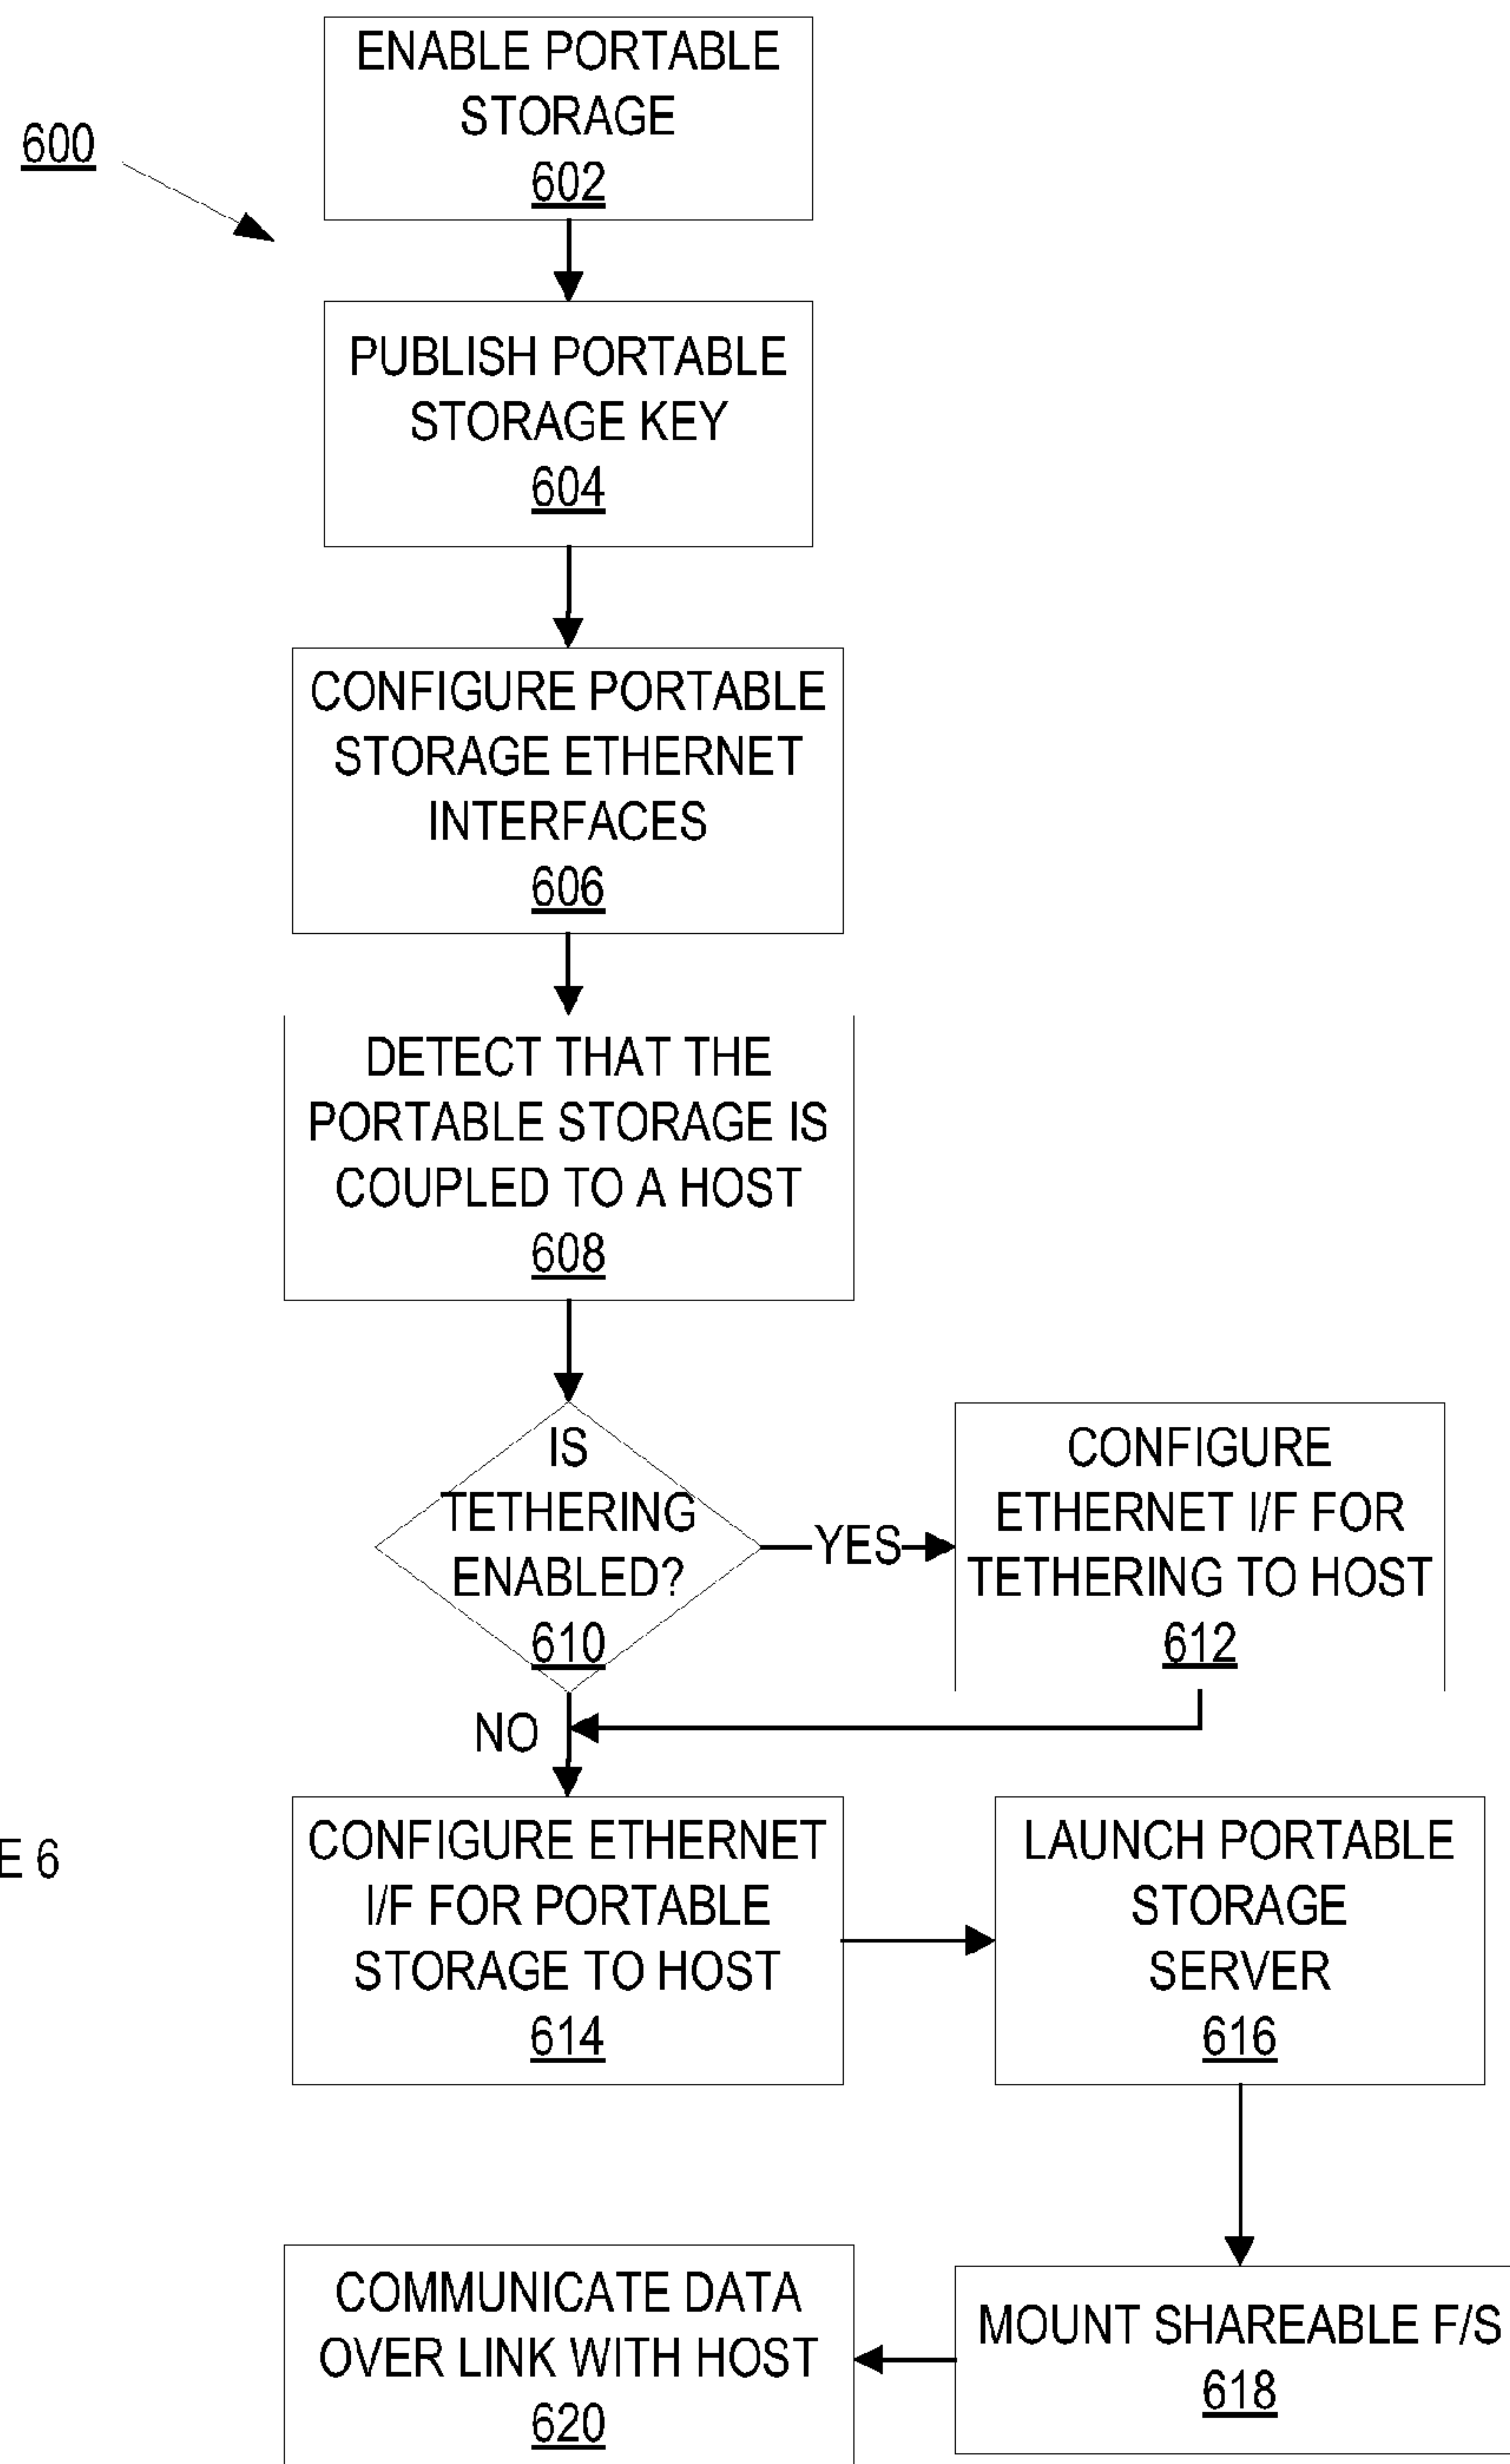 600
ENABLE PORTABLE
STORAGE
602
PUBLISH PORTABLE
STORAGE KEY
604
CONFIGURE PORTABLE
STORAGE ETHERNET
INTERFACES
606
DETECT THAT THE
PORTABLE STORAGE IS
COUPLED TO A HOST
608
IS
TETHERING
ENABLED?
610
YES
CONFIGURE
ETHERNET I/F FOR
TETHERING TO HOST
612
NO
CONFIGURE ETHERNET
I/F FOR PORTABLE
STORAGE TO HOST
614
LAUNCH PORTABLE
STORAGE
SERVER
616
E 6
MOUNT SHAREABLE F/S
618
COMMUNICATE DATA
OVER LINK WITH HOST
620